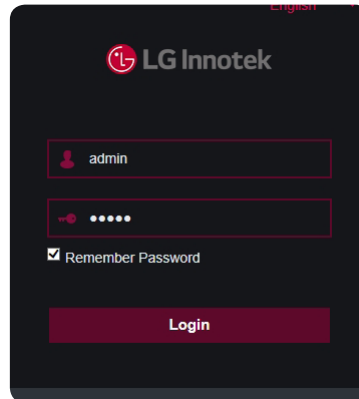 English
LG Innotek
admin
•••••
Remember Password
Login